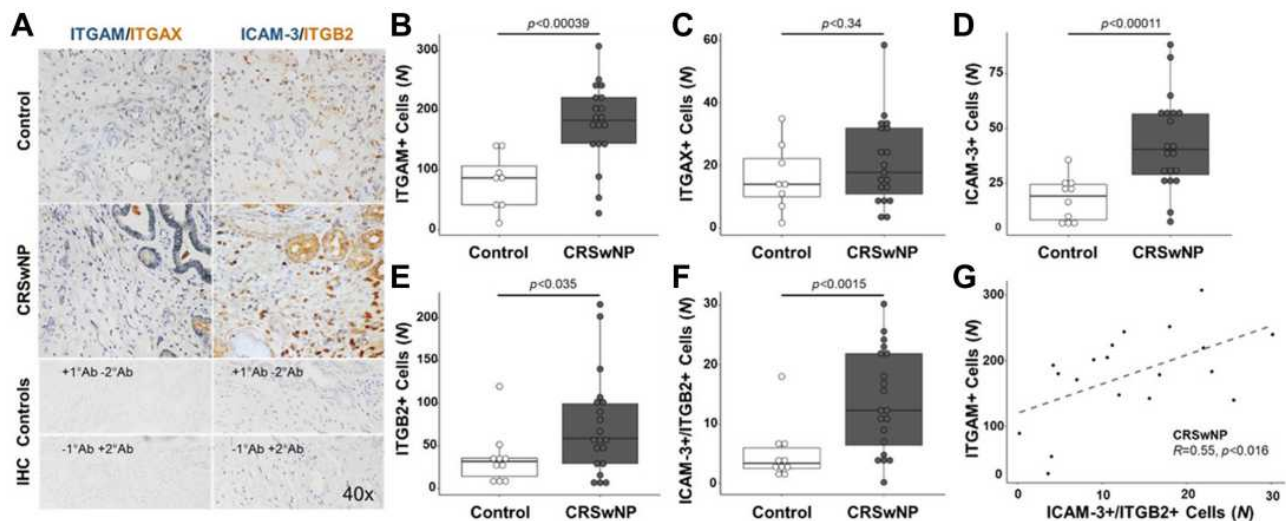 A
ITGAM/ITGAX
ICAM-3/ITGB2
Control
CRSwNP
IHC Controls
+1°Ab -2°Ab
+1°Ab -2°Ab
-1°Ab +2°Ab
-1°Ab +2°Ab
40x
B
p<0.00039
ITGAM+ Cells (N)
300
200
100
0
Control
CRSwNP
C
p<0.34
ITGAX+ Cells (N)
60
40
20
0
Control
CRSwNP
D
p<0.00011
ICAM-3+ Cells (N)
75
50
25
0
Control
CRSwNP
E
p<0.035
ITGB2+ Cells (N)
200
150
100
50
0
Control
CRSwNP
F
p<0.0015
ICAM-3+/ITGB2+ Cells (N)
30
20
10
0
Control
CRSwNP
G
ITGAM+ Cells (N)
300
200
100
0
CRSwNP
R=0.55, p<0.016
0
10
20
30
ICAM-3+/ITGB2+ Cells (N)